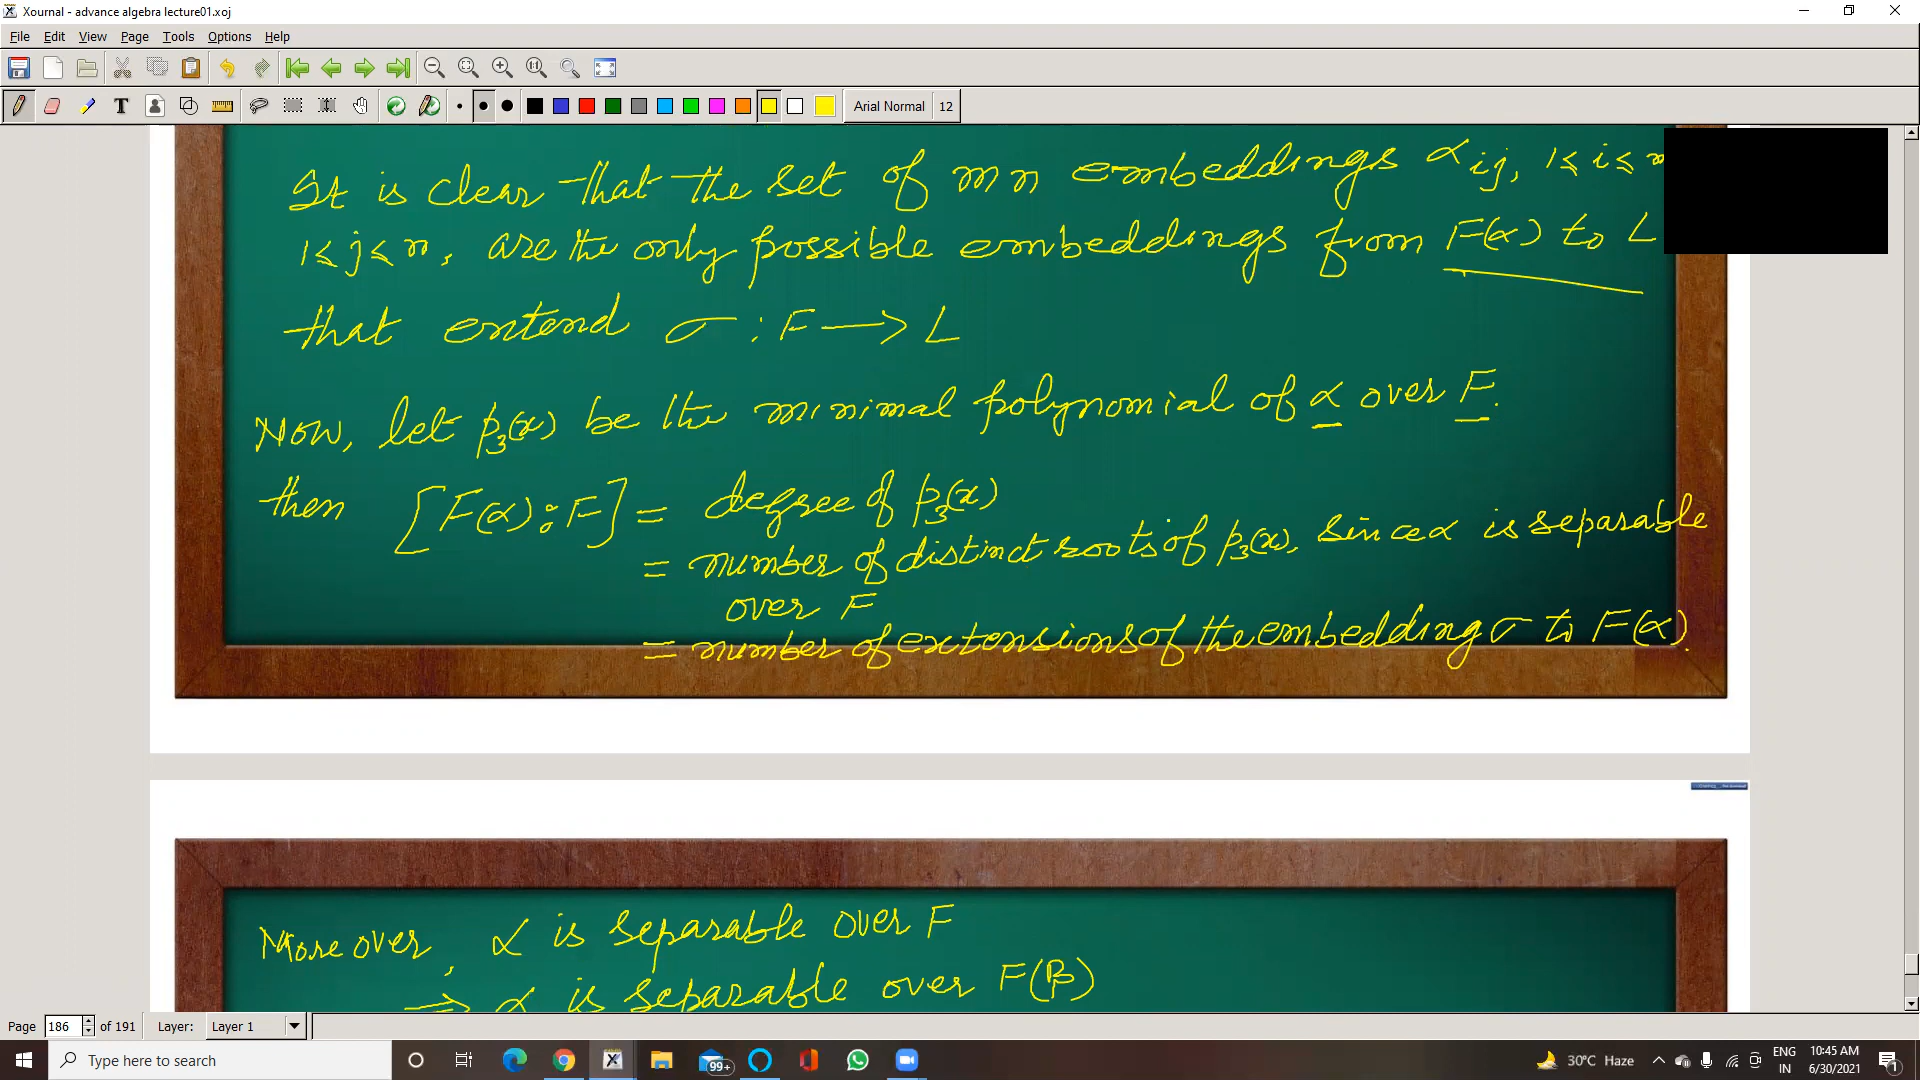 Xournal - advance algebra lecture01.xoj
File Edit View Page Tools Options Help
Arial Normal 12
It is clear that the set of mn embeddings αij, 1≤ i ≤
1≤ j ≤ n, are the only possible embeddings from F(α) to L
that extend σ : F → L
Now, let p₃(x) be the minimal polynomial of α over F.
then [F(α):F] = degree of p₃(x)
= number of distinct roots of p₃(x), since α is separable
over F
= number of extensions of the embedding σ to F(α).
Moreover, α is separable over F
⇒ α is separable over F(β)
Page 186 of 191 Layer: Layer 1
Type here to search
99+
30°C Haze
ENG
IN
10:45 AM
6/30/2021
1